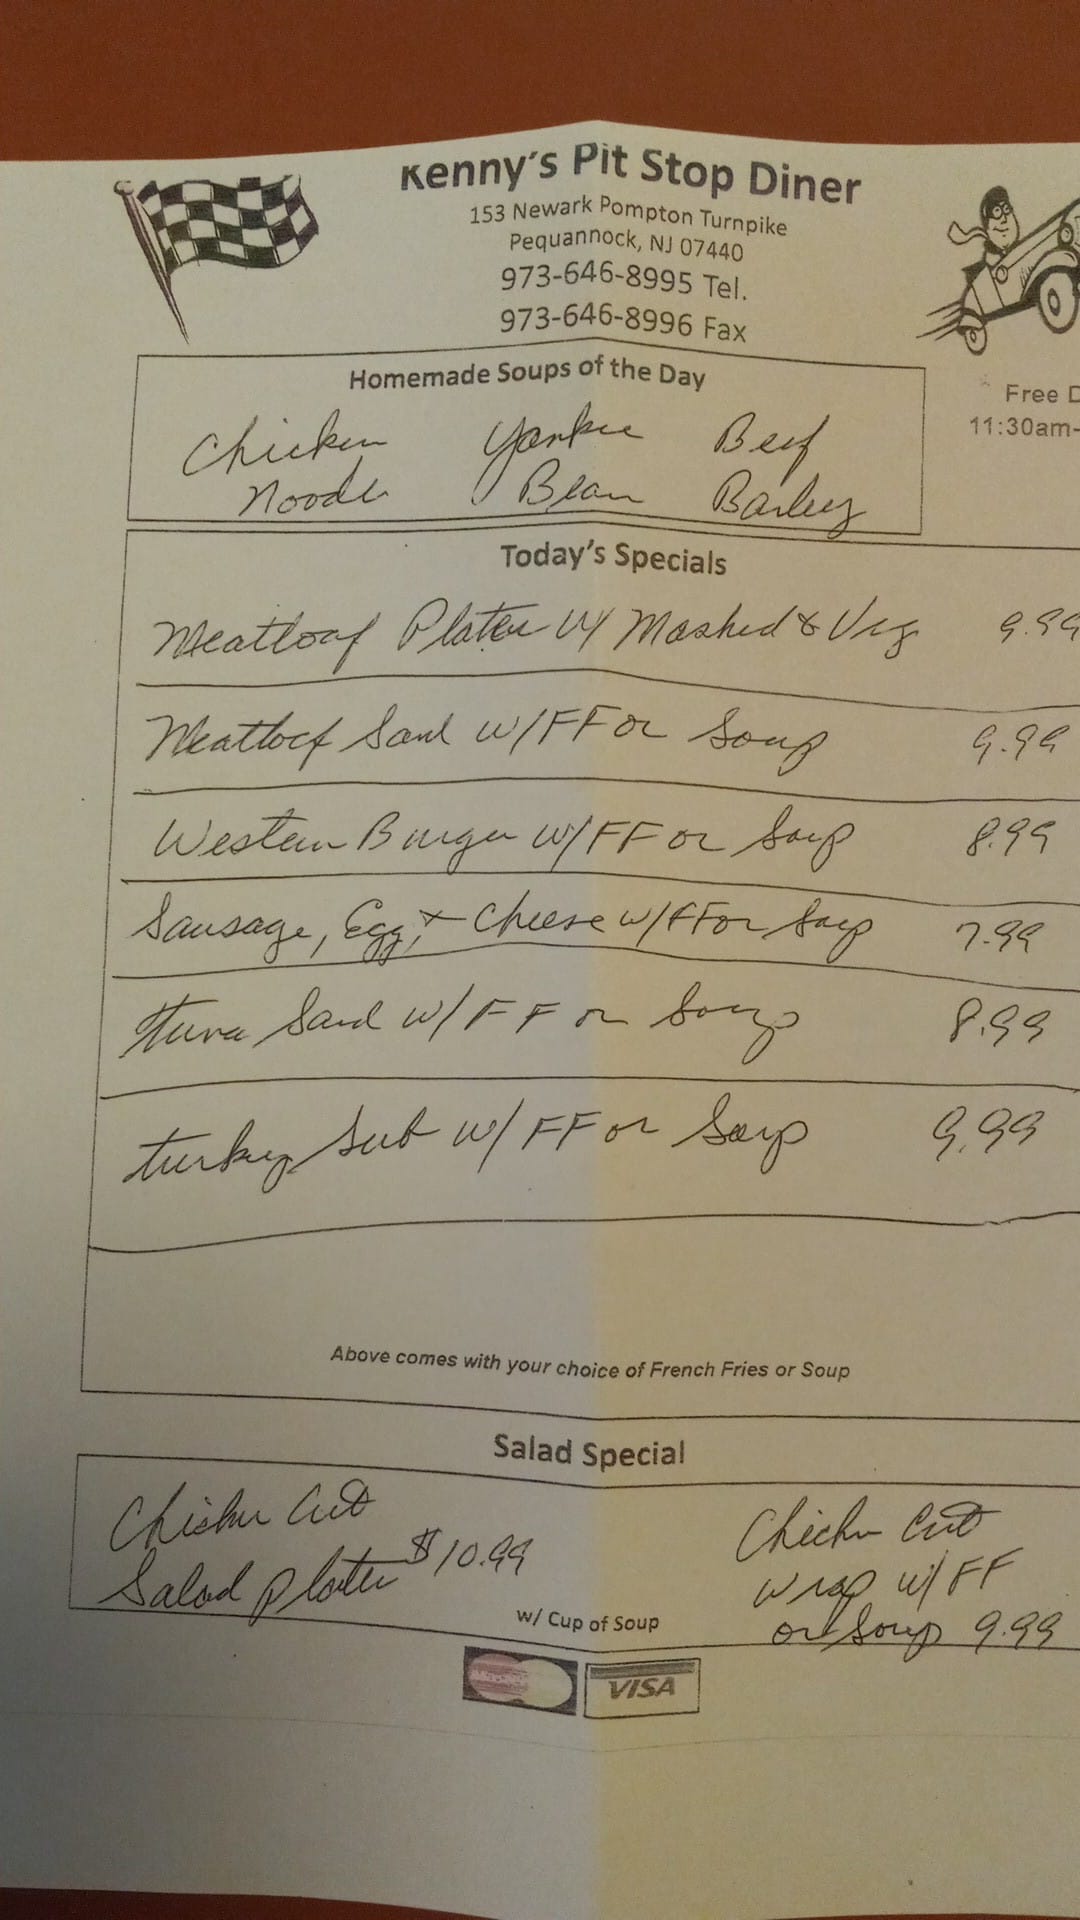 Kenny's Pit Stop Diner
153 Newark Pompton Turnpike
Pequannock, NJ 07440
973-646-8995 Tel.
973-646-8996 Fax
Free D
11:30am-
Homemade Soups of the Day
Chicken Yankee Beef
Noodle Bean Barley
Today's Specials
Meatloaf Platter W/ Mashed & Veg 9.99
Meatloaf Sand w/FF or Soup 9.99
Western Burger w/FF or Soup 8.99
Sausage, Egg, + Cheese w/FF or Soup 7.99
Tuna Sand w/FF or Soup 8.99
Turkey Sub w/FF or Soup 9.99
Above comes with your choice of French Fries or Soup
Salad Special
Chicken Cut
Salad Platter $10.99
w/ Cup of Soup
Chicken Cut
Wrap w/FF
or Soup 9.99
VISA